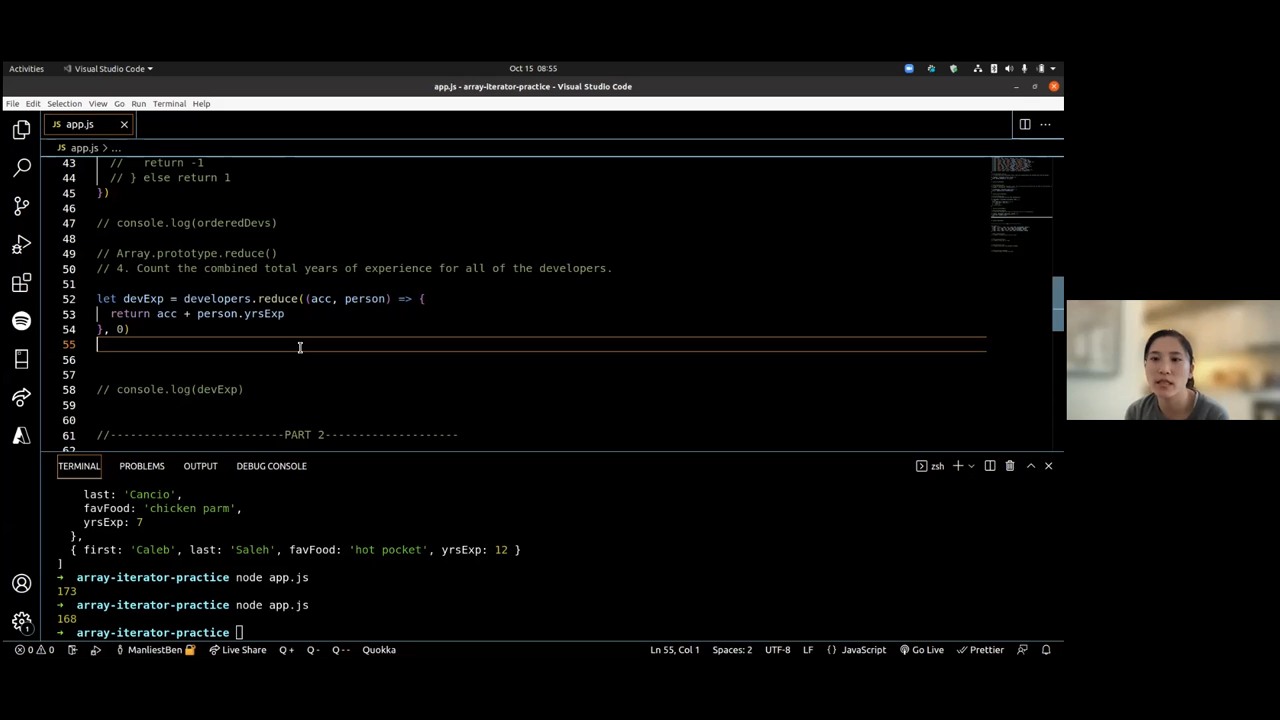 Activities
Visual Studio Code
Oct 15 08:55
app.js - array-iterator-practice - Visual Studio Code
File Edit Selection View Go Run Terminal Help
JS app.js
JS app.js > ...
43 // return -1
44 // } else return 1
45 })
46
47 // console.log(orderedDevs)
48
49 // Array.prototype.reduce()
50 // 4. Count the combined total years of experience for all of the developers.
51
52 let devExp = developers.reduce((acc, person) => {
53 return acc + person.yrsExp
54 }, 0)
55
56
57
58 // console.log(devExp)
59
60
61 //--------------------------PART 2-------------------
62
TERMINAL PROBLEMS OUTPUT DEBUG CONSOLE
zsh
last: 'Cancio',
favFood: 'chicken parm',
yrsExp: 7
},
{ first: 'Caleb', last: 'Saleh', favFood: 'hot pocket', yrsExp: 12 }
]
➜ array-iterator-practice node app.js
173
➜ array-iterator-practice node app.js
168
➜ array-iterator-practice
0 0 ManliestBen Live Share Q + Q - Q -- Quokka Ln 55, Col 1 Spaces: 2 UTF-8 LF { } JavaScript Go Live Prettier